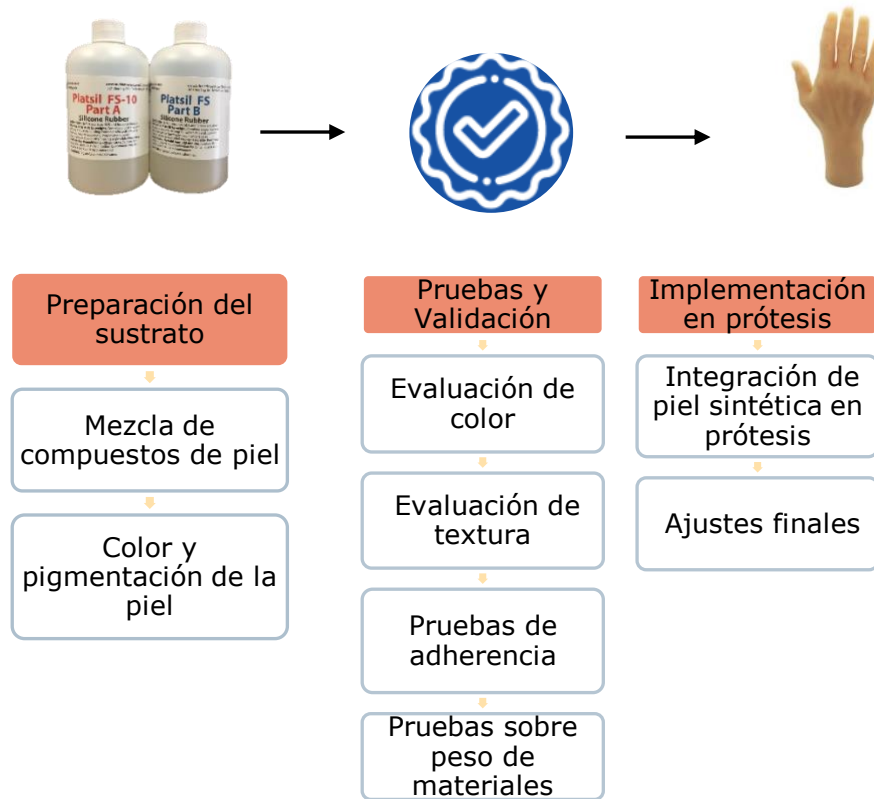 Platsil FS-10
Part A
Silicone Rubber
Platsil FS
Part B
Silicone Rubber
Preparación del
sustrato
Mezcla de
compuestos de piel
Color y
pigmentación de la
piel
Pruebas y
Validación
Evaluación de
color
Evaluación de
textura
Pruebas de
adherencia
Pruebas sobre
peso de
materiales
Implementación
en prótesis
Integración de
piel sintética en
prótesis
Ajustes finales